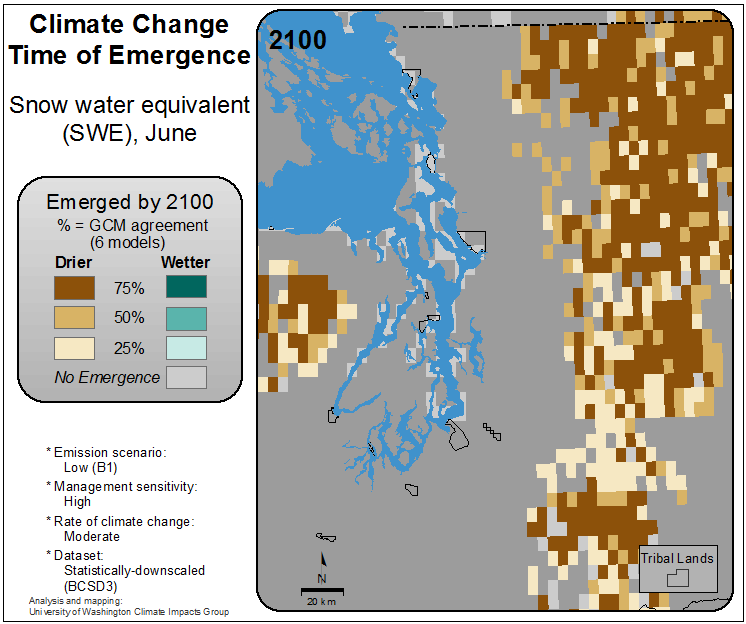 Climate Change
Time of Emergence
Snow water equivalent
(SWE), June
Emerged by 2100
% = GCM agreement
(6 models)
Drier Wetter
75%
50%
25%
No Emergence
* Emission scenario:
Low (B1)
* Management sensitivity:
High
* Rate of climate change:
Moderate
* Dataset:
Statistically-downscaled
(BCSD3)
Analysis and mapping:
University of Washington Climate Impacts Group
2100
N
20 km
Tribal Lands